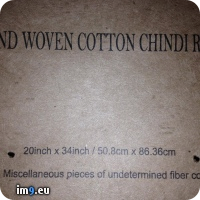 ND WOVEN COTTON CHINDI R
20inch x 34inch / 50.8cm x 86.36cm
Miscellaneous pieces of undetermined fiber co
im9.eu